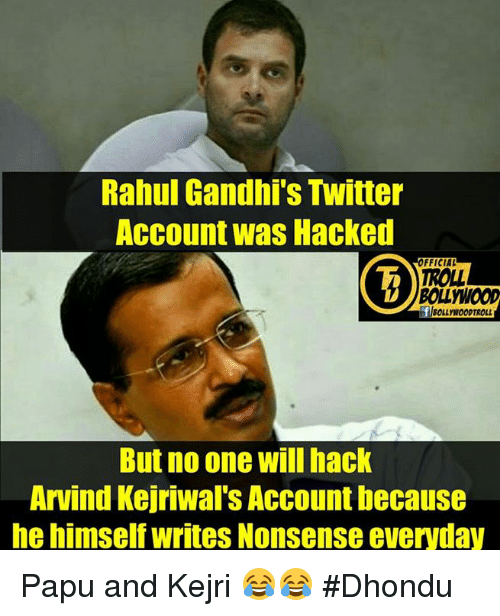 Rahul Gandhi's Twitter
Account was Hacked
OFFICIAL
TROLL
BOLLYWOOD
f BOLLYWOODTROLL
But no one will hack
Arvind Kejriwal's Account because
he himself writes Nonsense everyday
Papu and Kejri 😂😂 #Dhondu